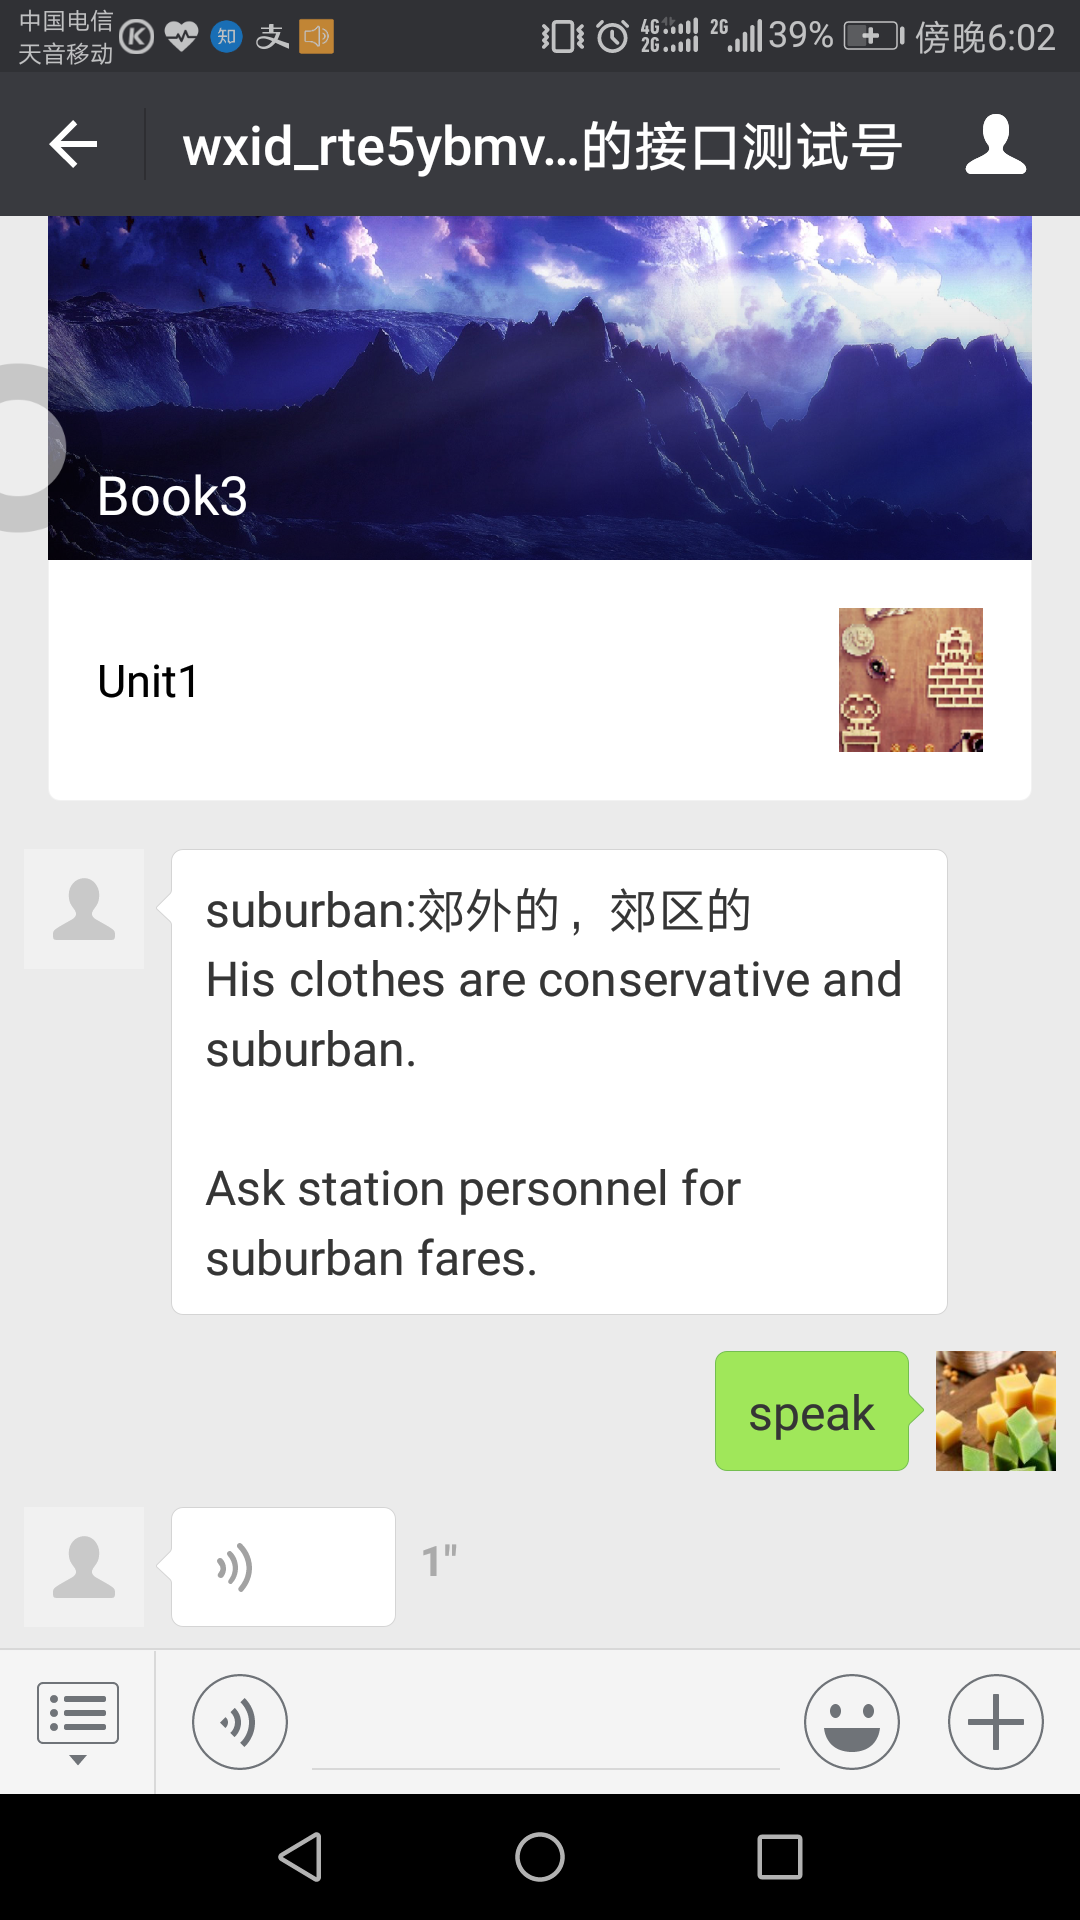 中国电信
天音移动
知 支 4G 2G 2G 39% 傍晚6:02
wxid_rte5ybmv...的接口测试号
Book3
Unit1
suburban:郊外的，郊区的
His clothes are conservative and
suburban.
Ask station personnel for
suburban fares.
speak
1"